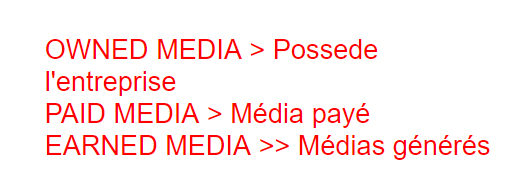 OWNED MEDIA > Possede
l'entreprise
PAID MEDIA > Média payé
EARNED MEDIA >> Médias générés